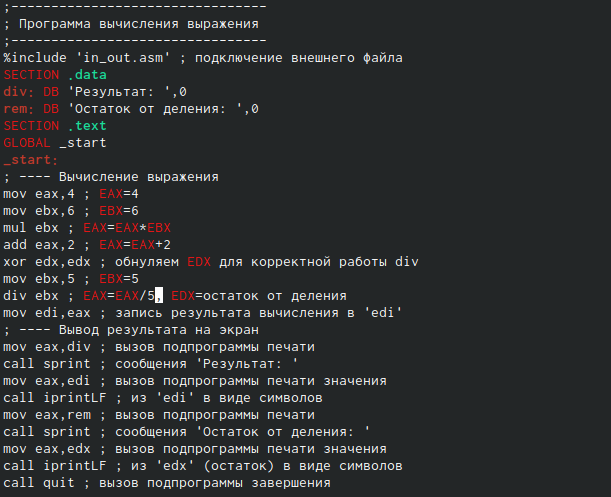 ;--------------------------------
; Программа вычисления выражения
;--------------------------------
%include 'in_out.asm' ; подключение внешнего файла
SECTION .data
div: DB 'Результат: ',0
rem: DB 'Остаток от деления: ',0
SECTION .text
GLOBAL _start
_start:
; ---- Вычисление выражения
mov eax,4 ; EAX=4
mov ebx,6 ; EBX=6
mul ebx ; EAX=EAX*EBX
add eax,2 ; EAX=EAX+2
xor edx,edx ; обнуляем EDX для корректной работы div
mov ebx,5 ; EBX=5
div ebx ; EAX=EAX/5, EDX=остаток от деления
mov edi,eax ; запись результата вычисления в 'edi'
; ---- Вывод результата на экран
mov eax,div ; вызов подпрограммы печати
call sprint ; сообщения 'Результат: '
mov eax,edi ; вызов подпрограммы печати значения
call iprintLF ; из 'edi' в виде символов
mov eax,rem ; вызов подпрограммы печати
call sprint ; сообщения 'Остаток от деления: '
mov eax,edx ; вызов подпрограммы печати значения
call iprintLF ; из 'edx' (остаток) в виде символов
call quit ; вызов подпрограммы завершения